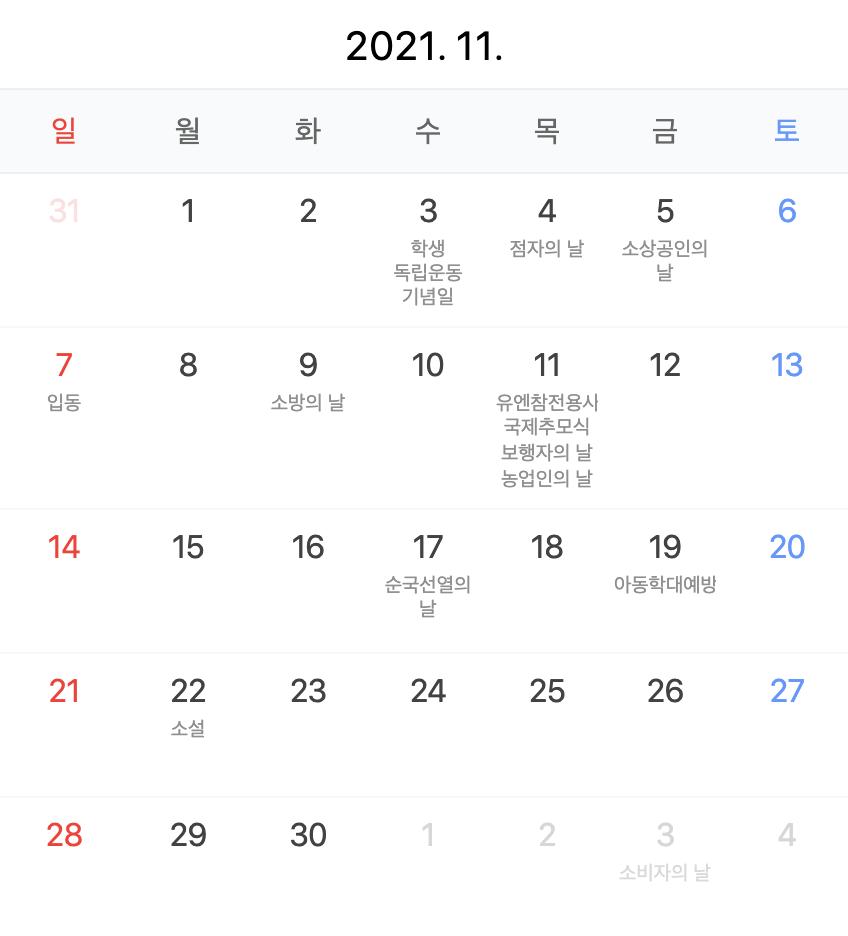 2021. 11.
일 월 화 수 목 금 토
31 1 2 3 4 5 6
학생 점자의 날 소상공인의
독립운동 날
기념일
7 8 9 10 11 12 13
입동 소방의 날 유엔참전용사
국제추모식
보행자의 날
농업인의 날
14 15 16 17 18 19 20
순국선열의 아동학대예방
날
21 22 23 24 25 26 27
소설
28 29 30 1 2 3 4
소비자의 날